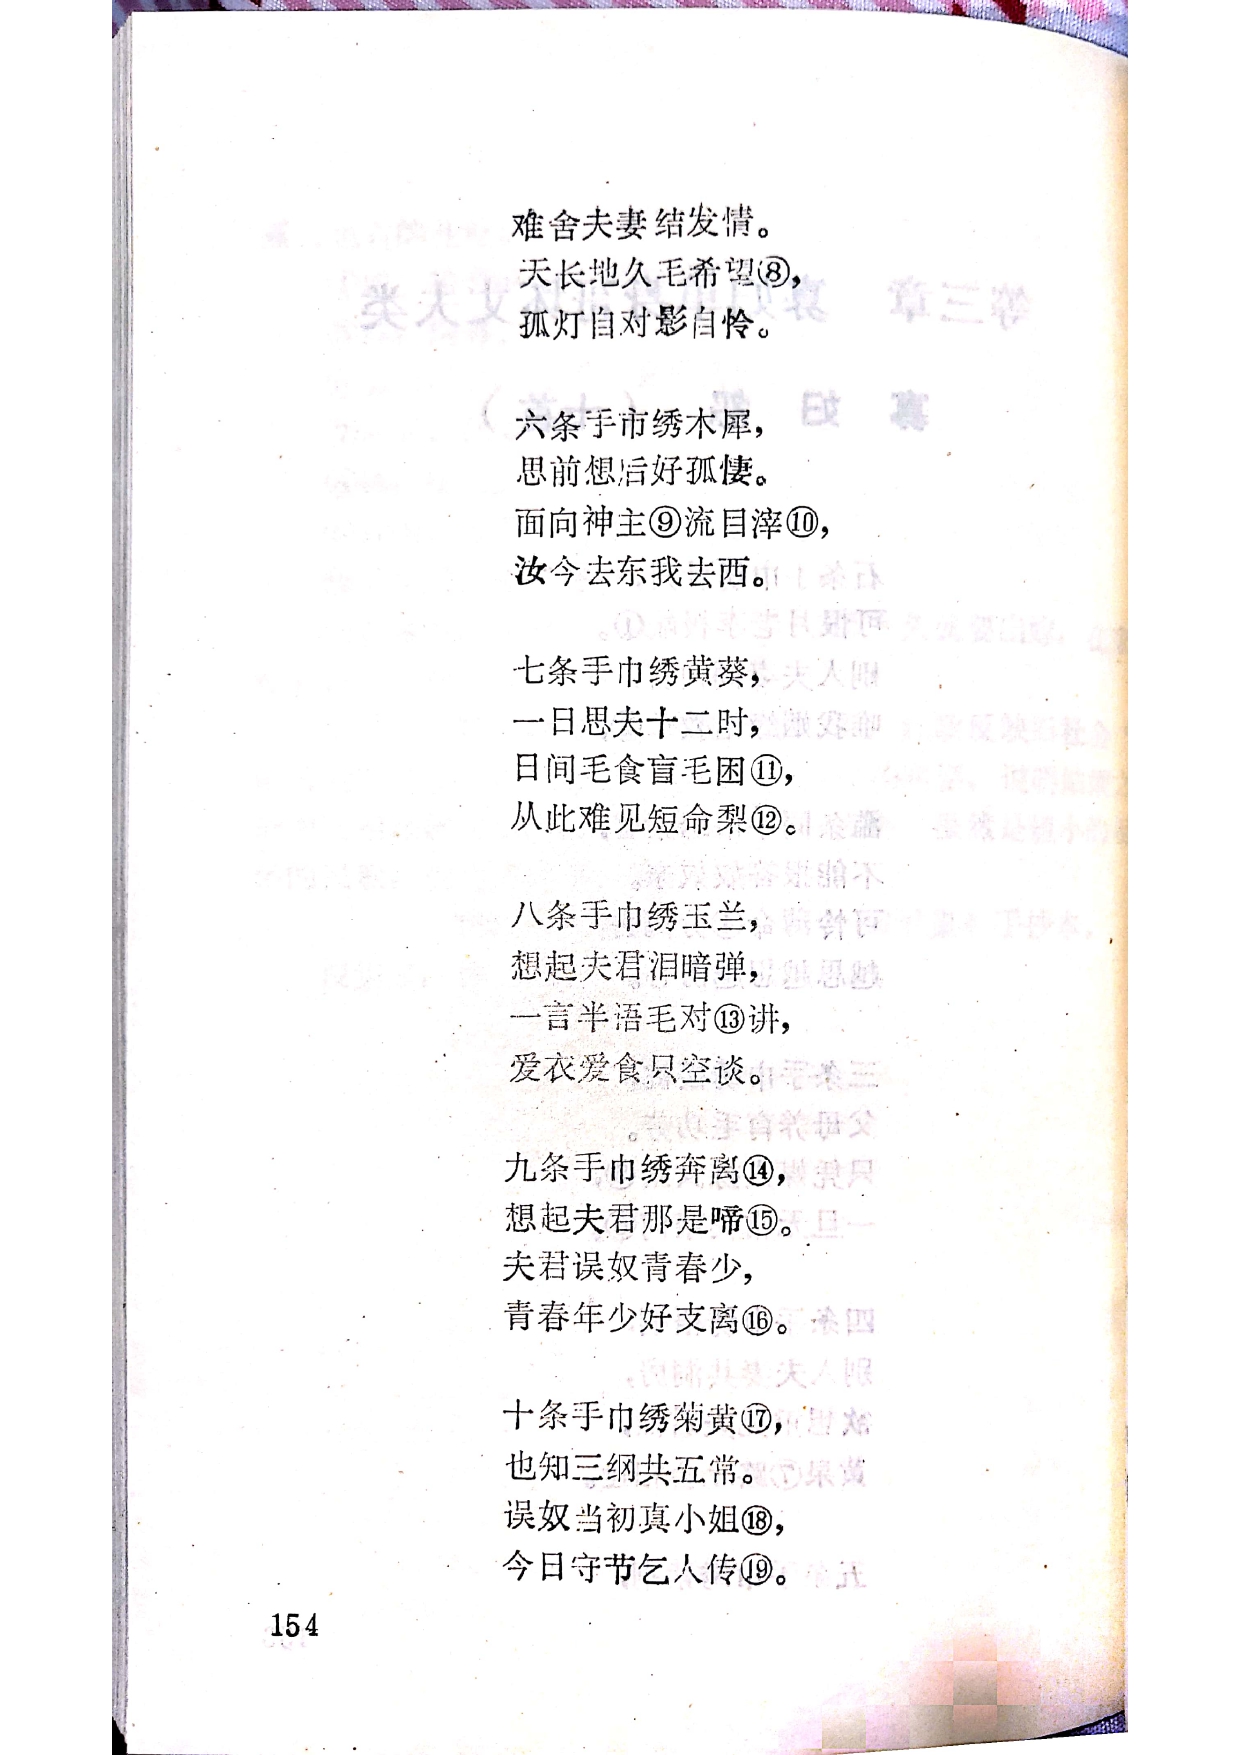 难舍夫妻结发情。
天长地久毛希望⑧,
孤灯自对影自怜。
六条手巾绣木犀,
思前想后好孤悽。
面向神主⑨流目滓⑩,
汝今去东我去西。
七条手巾绣黄葵,
一日思夫十二时,
日间毛食盲毛困⑪,
从此难见短命梨⑫。
八条手巾绣玉兰,
想起夫君泪暗弹,
一言半语毛对⑬讲,
爱衣爱食只空谈。
九条手巾绣奔离⑭,
想起夫君那是啼⑮。
夫君误奴青春少,
青春年少好支离⑯。
十条手巾绣菊黄⑰,
也知三纲共五常。
误奴当初真小姐⑱,
今日守节乞人传⑲。
154